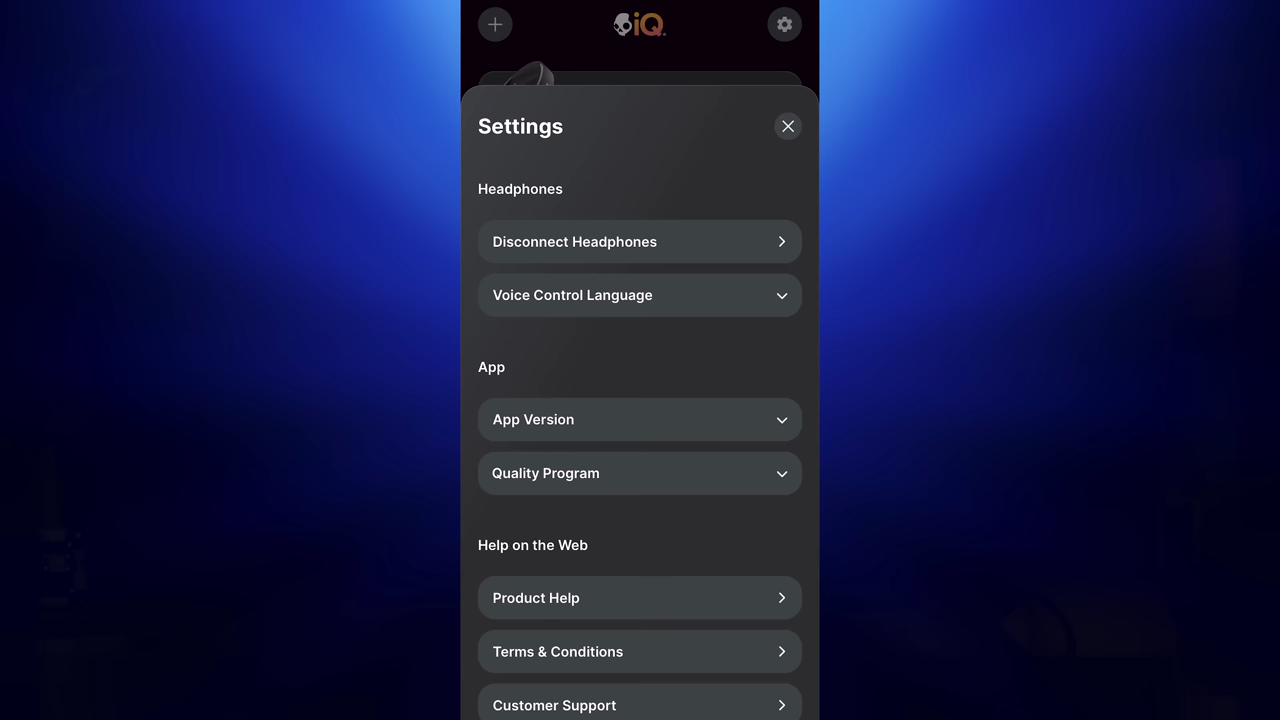 iQ
Settings
Headphones
Disconnect Headphones
Voice Control Language
App
App Version
Quality Program
Help on the Web
Product Help
Terms & Conditions
Customer Support